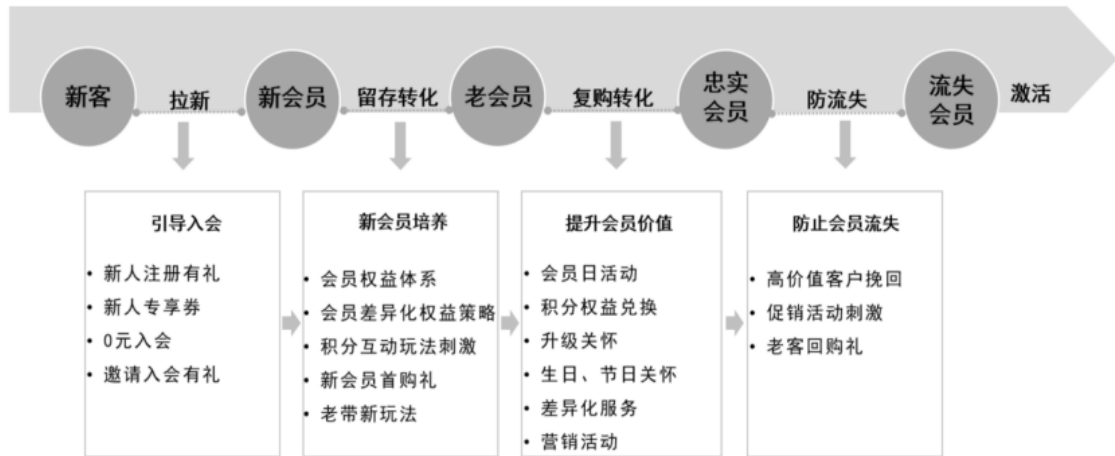 新客
拉新
新会员
留存转化
老会员
复购转化
忠实
会员
防流失
流失
会员
激活
引导入会
• 新人注册有礼
• 新人专享券
• 0元入会
• 邀请入会有礼
新会员培养
• 会员权益体系
• 会员差异化权益策略
• 积分互动玩法刺激
• 新会员首购礼
• 老带新玩法
提升会员价值
• 会员日活动
• 积分权益兑换
• 升级关怀
• 生日、节日关怀
• 差异化服务
• 营销活动
防止会员流失
• 高价值客户挽回
• 促销活动刺激
• 老客回购礼